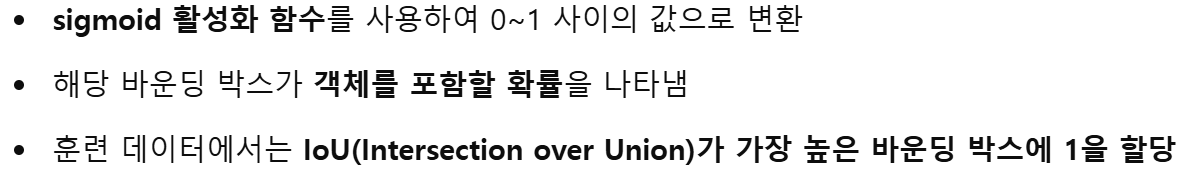 • sigmoid 활성화 함수를 사용하여 0~1 사이의 값으로 변환
• 해당 바운딩 박스가 객체를 포함할 확률을 나타냄
• 훈련 데이터에서는 IoU(Intersection over Union)가 가장 높은 바운딩 박스에 1을 할당